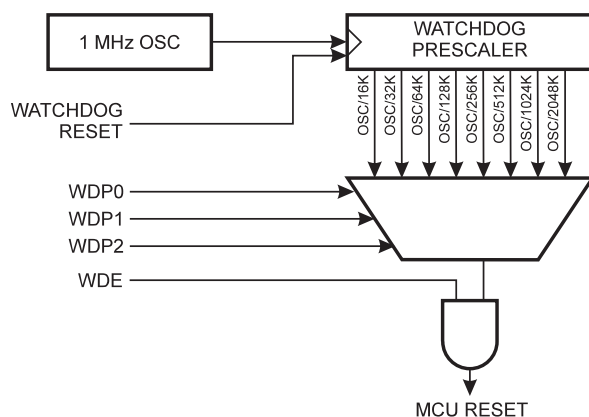 1 MHz OSC
WATCHDOG
PRESCALER
WATCHDOG
RESET
OSC/16K
OSC/32K
OSC/64K
OSC/128K
OSC/256K
OSC/512K
OSC/1024K
OSC/2048K
WDP0
WDP1
WDP2
WDE
MCU RESET